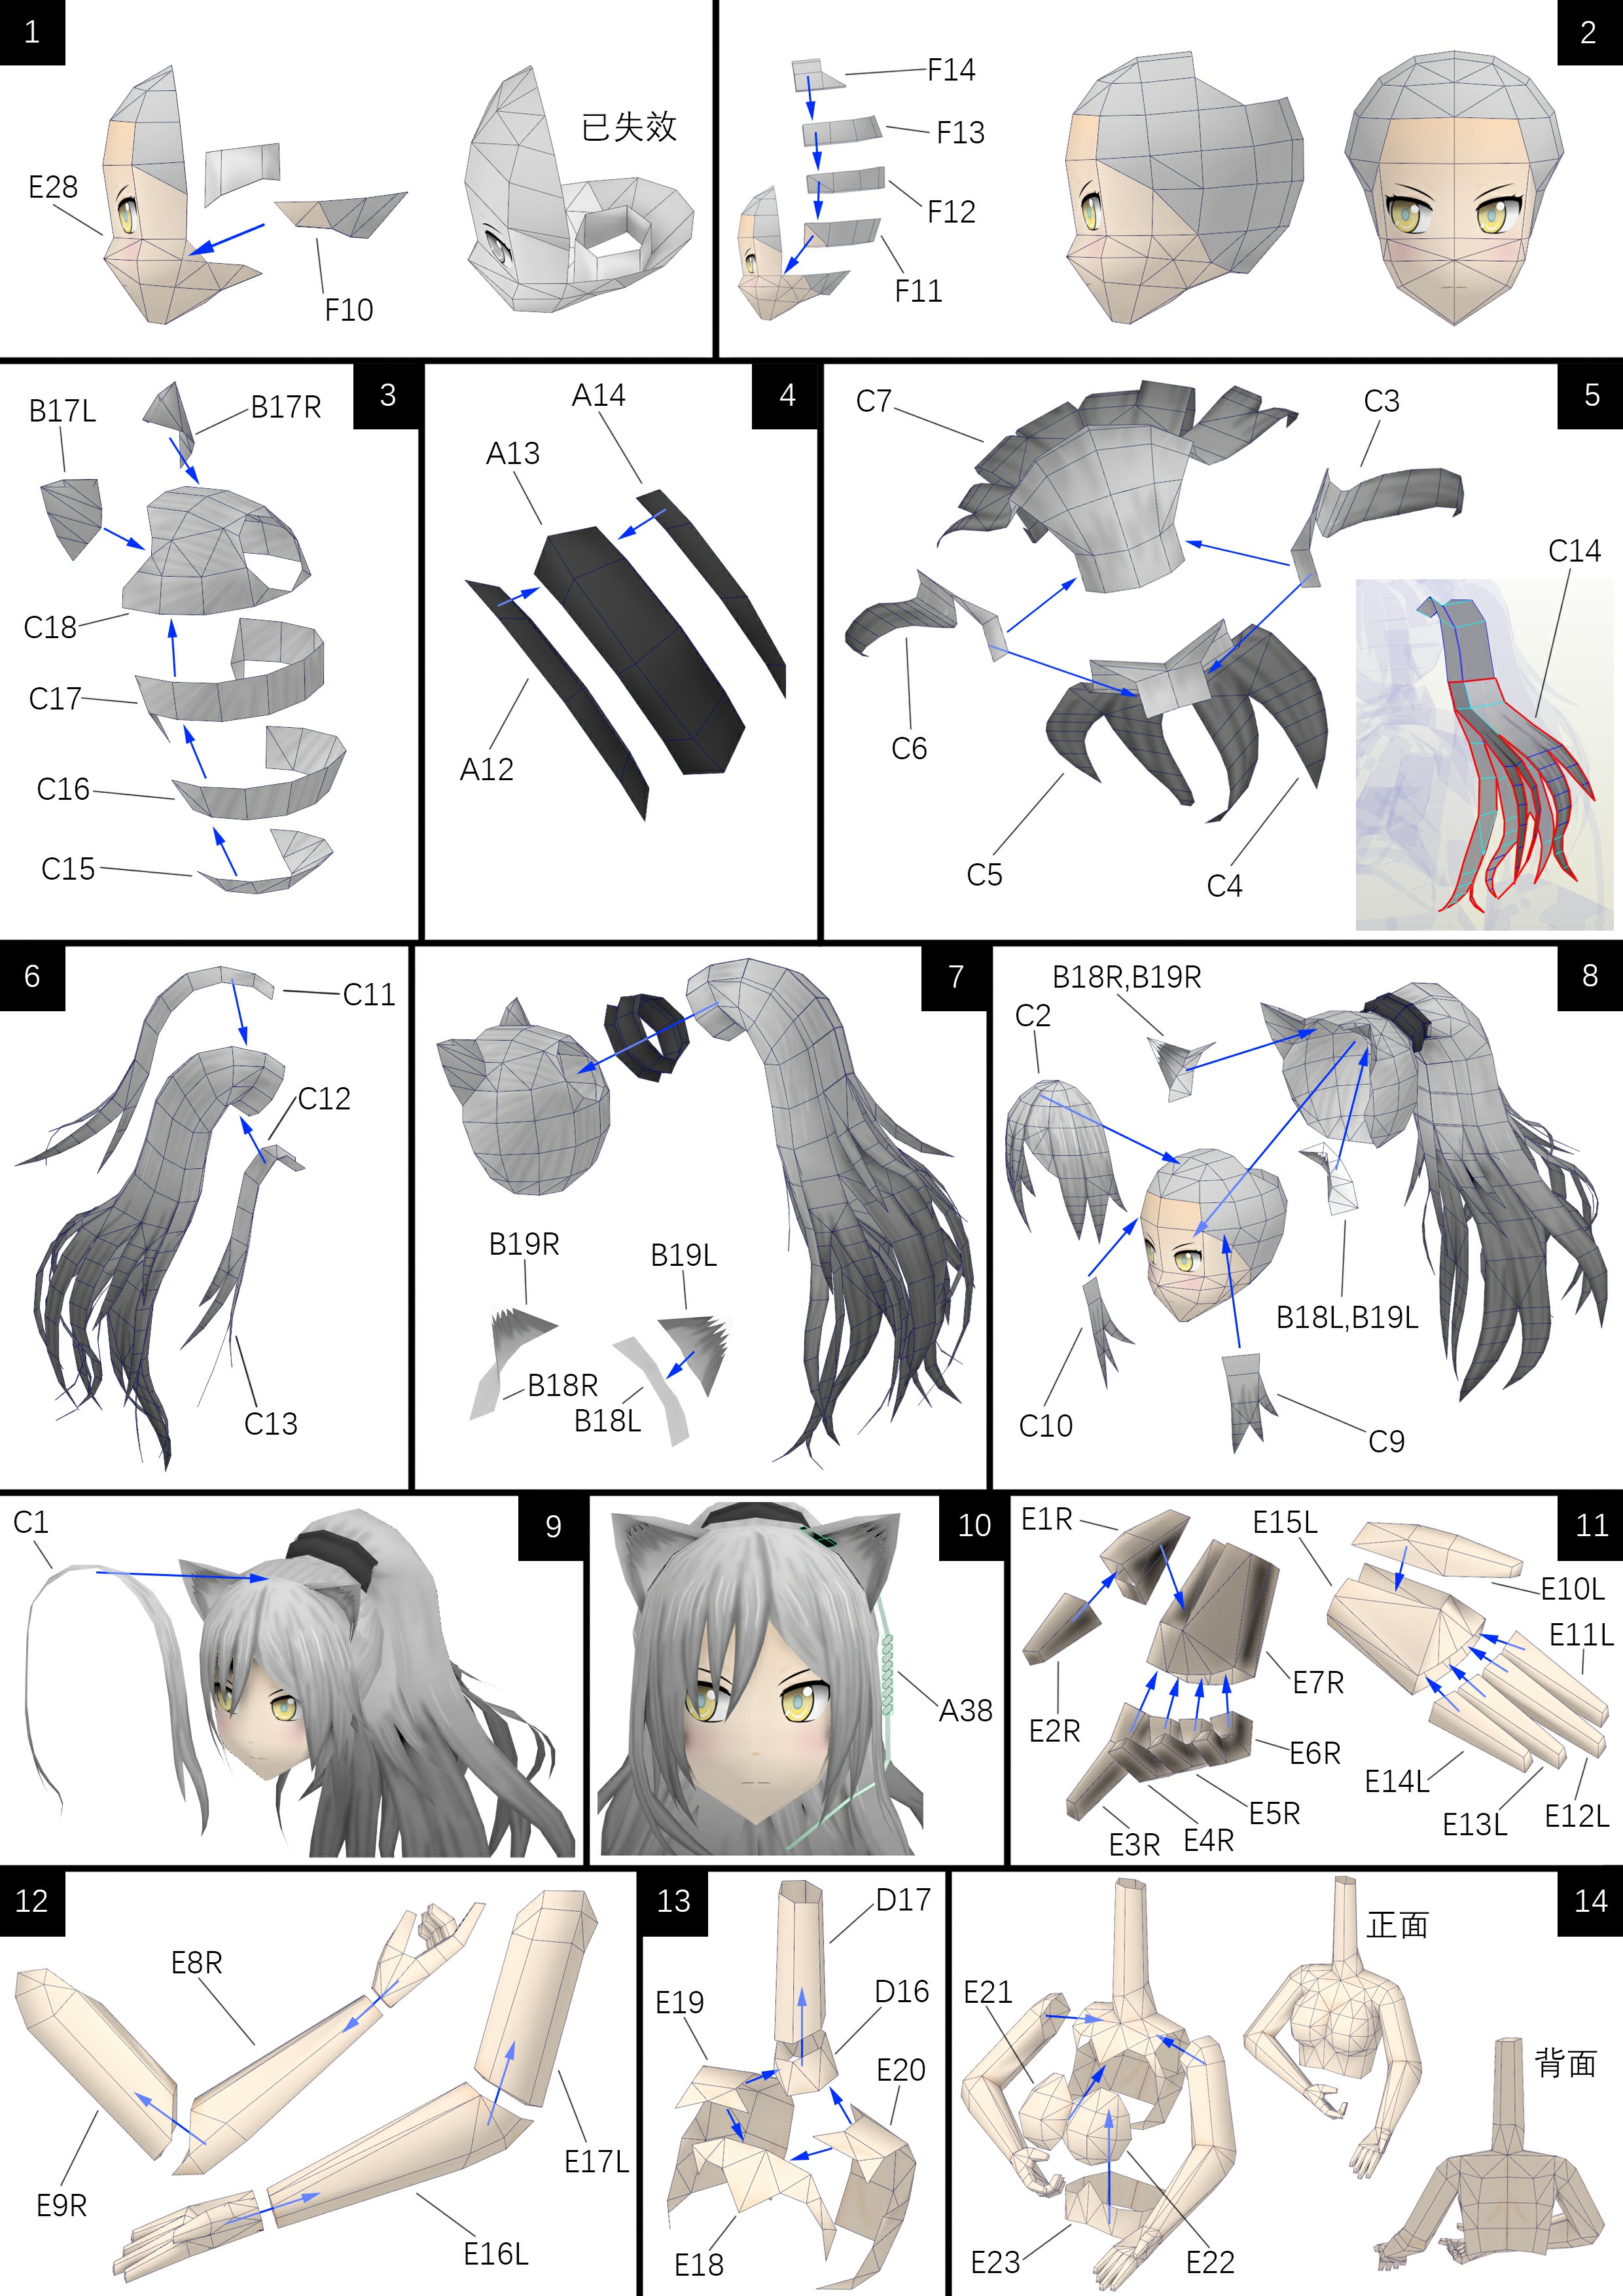 1
E28
F10
已失效
2
F14
F13
F12
F11
3
B17L
B17R
C18
C17
C16
C15
4
A14
A13
A12
5
C7
C3
C14
C6
C5
C4
6
C11
C12
C13
7
B19R
B19L
B18R
B18L
8
B18R,B19R
C2
B18L,B19L
C10
C9
9
C1
10
A38
11
E1R
E15L
E10L
E11L
E7R
E2R
E6R
E14L
E5R
E13L
E12L
E4R
E3R
12
E8R
E9R
E17L
E16L
13
D17
D16
E19
E20
E18
14
正面
E21
背面
E23
E22